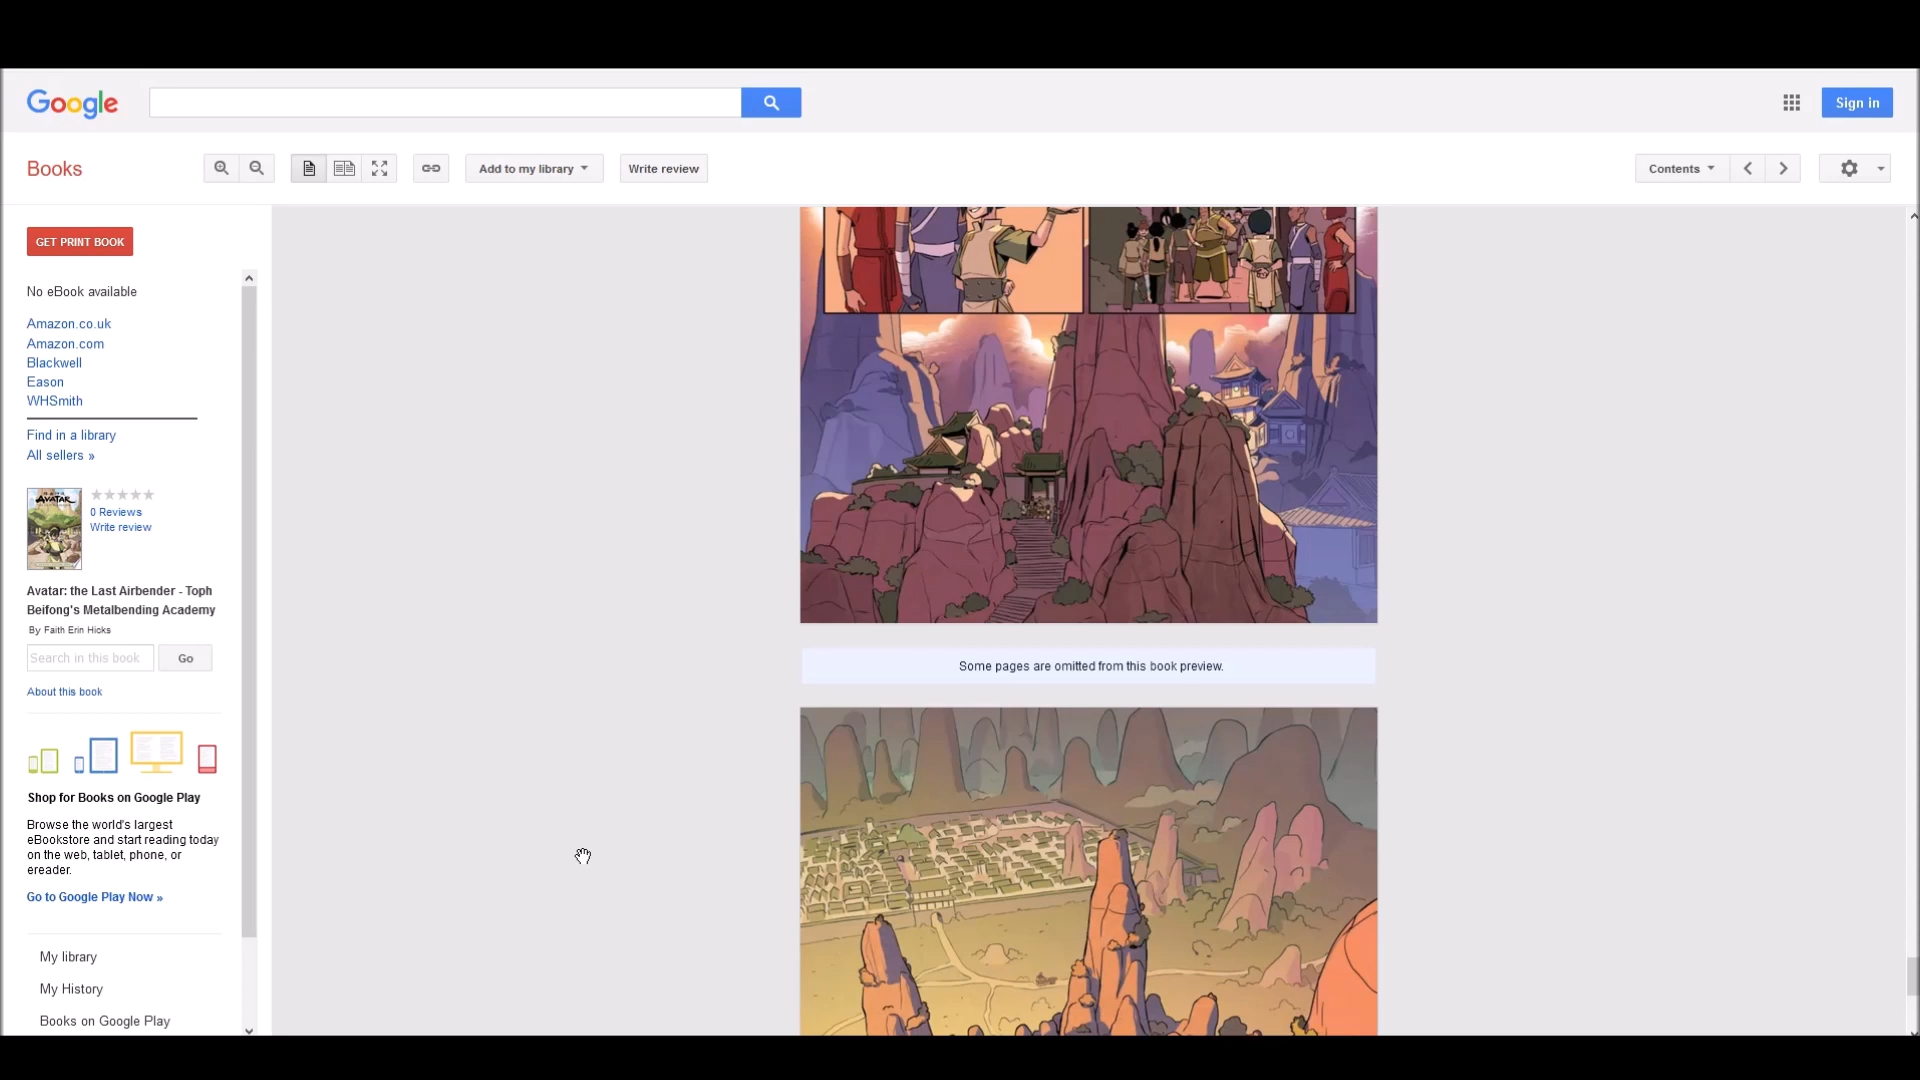 Google
Sign in
Books
Add to my library
Write review
Contents
GET PRINT BOOK
No eBook available
Amazon.co.uk
Amazon.com
Blackwell
Eason
WHSmith
Find in a library
All sellers »
AVATAR
0 Reviews
Write review
Avatar: the Last Airbender - Toph
Beifong's Metalbending Academy
By Faith Erin Hicks
Search in this book
Go
About this book
Shop for Books on Google Play
Browse the world's largest
eBookstore and start reading today
on the web, tablet, phone, or
ereader.
Go to Google Play Now »
My library
My History
Books on Google Play
Some pages are omitted from this book preview.